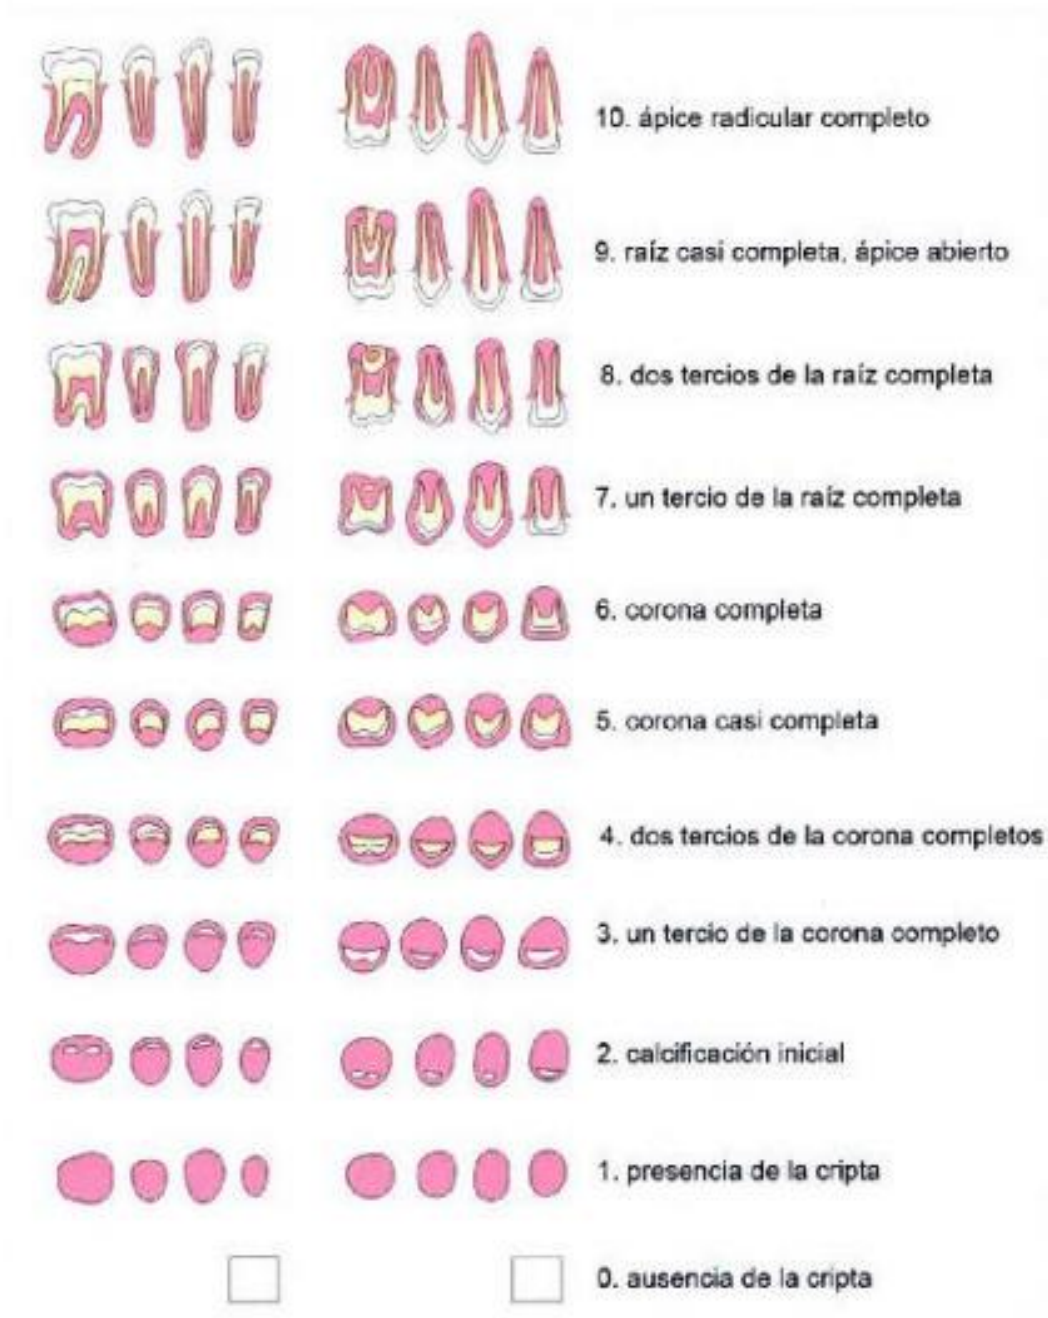 10. ápice radicular completo
9. raíz casi completa, ápice abierto
8. dos tercios de la raíz completa
7. un tercio de la raíz completa
6. corona completa
5. corona casi completa
4. dos tercios de la corona completos
3. un tercio de la corona completo
2. calcificación inicial
1. presencia de la cripta
0. ausencia de la cripta